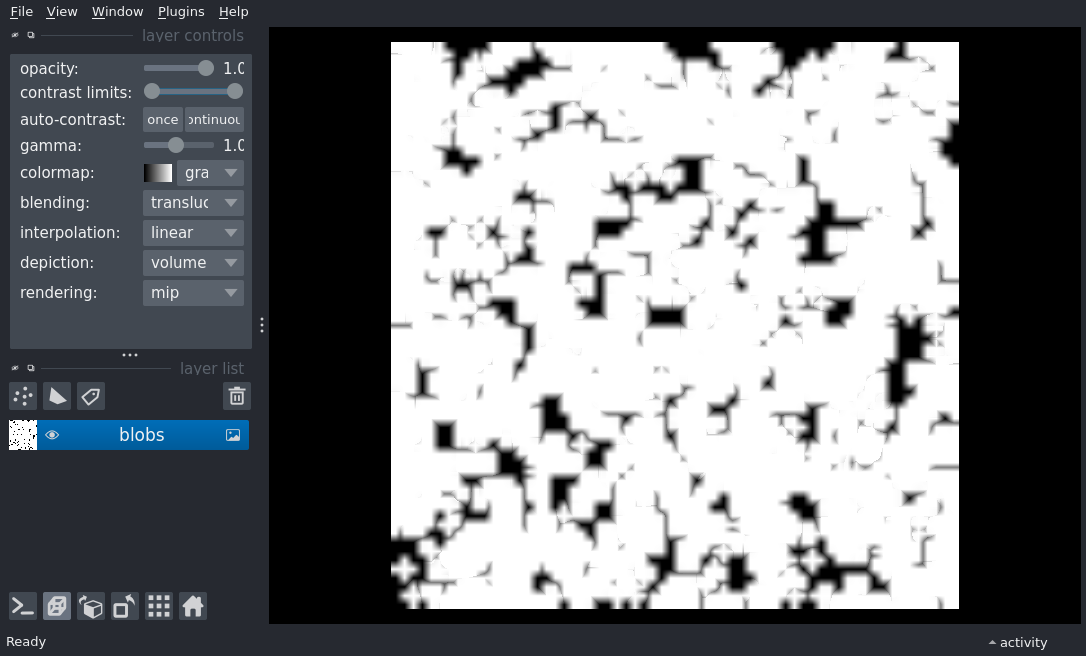 File View Window Plugins Help
layer controls
opacity: 1.0
contrast limits:
auto-contrast: once ontinuou
gamma: 1.0
colormap: gra
blending: transluc
interpolation: linear
depiction: volume
rendering: mip
layer list
blobs
Ready
activity